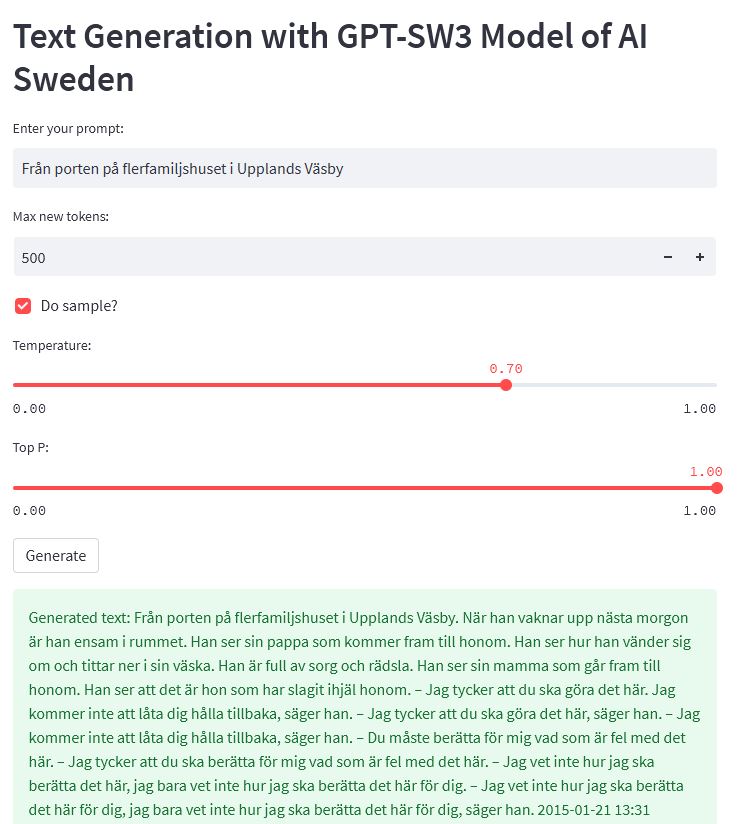 Text Generation with GPT-SW3 Model of AI
Sweden
Enter your prompt:
Från porten på flerfamiljshuset i Upplands Väsby
Max new tokens:
500
Do sample?
Temperature:
0.70
0.00 1.00
Top P:
1.00
0.00 1.00
Generate
Generated text: Från porten på flerfamiljshuset i Upplands Väsby. När han vaknar upp nästa morgon
är han ensam i rummet. Han ser sin pappa som kommer fram till honom. Han ser hur han vänder sig
om och tittar ner i sin väska. Han är full av sorg och rädsla. Han ser sin mamma som går fram till
honom. Han ser att det är hon som har slagit ihjäl honom. – Jag tycker att du ska göra det här. Jag
kommer inte att låta dig hålla tillbaka, säger han. – Jag tycker att du ska göra det här, säger han. – Jag
kommer inte att låta dig hålla tillbaka, säger han. – Du måste berätta för mig vad som är fel med det
här. – Jag tycker att du ska berätta för mig vad som är fel med det här. – Jag vet inte hur jag ska
berätta det här, jag bara vet inte hur jag ska berätta det här för dig. – Jag vet inte hur jag ska berätta
det här för dig, jag bara vet inte hur jag ska berätta det här för dig, säger han. 2015-01-21 13:31